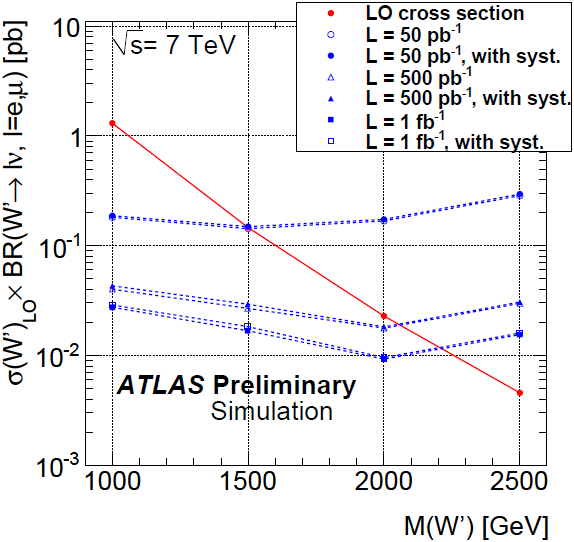 √s= 7 TeV
LO cross section
L = 50 pb⁻¹
L = 50 pb⁻¹, with syst.
L = 500 pb⁻¹
L = 500 pb⁻¹, with syst.
L = 1 fb⁻¹
L = 1 fb⁻¹, with syst.
σ(W')LO× BR(W'→ lν, l=e,μ) [pb]
10
1
10⁻¹
10⁻²
10⁻³
ATLAS Preliminary
Simulation
1000 1500 2000 2500
M(W') [GeV]